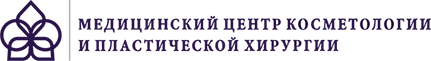 МЕДИЦИНСКИЙ ЦЕНТР КОСМЕТОЛОГИИ
И ПЛАСТИЧЕСКОЙ ХИРУРГИИ